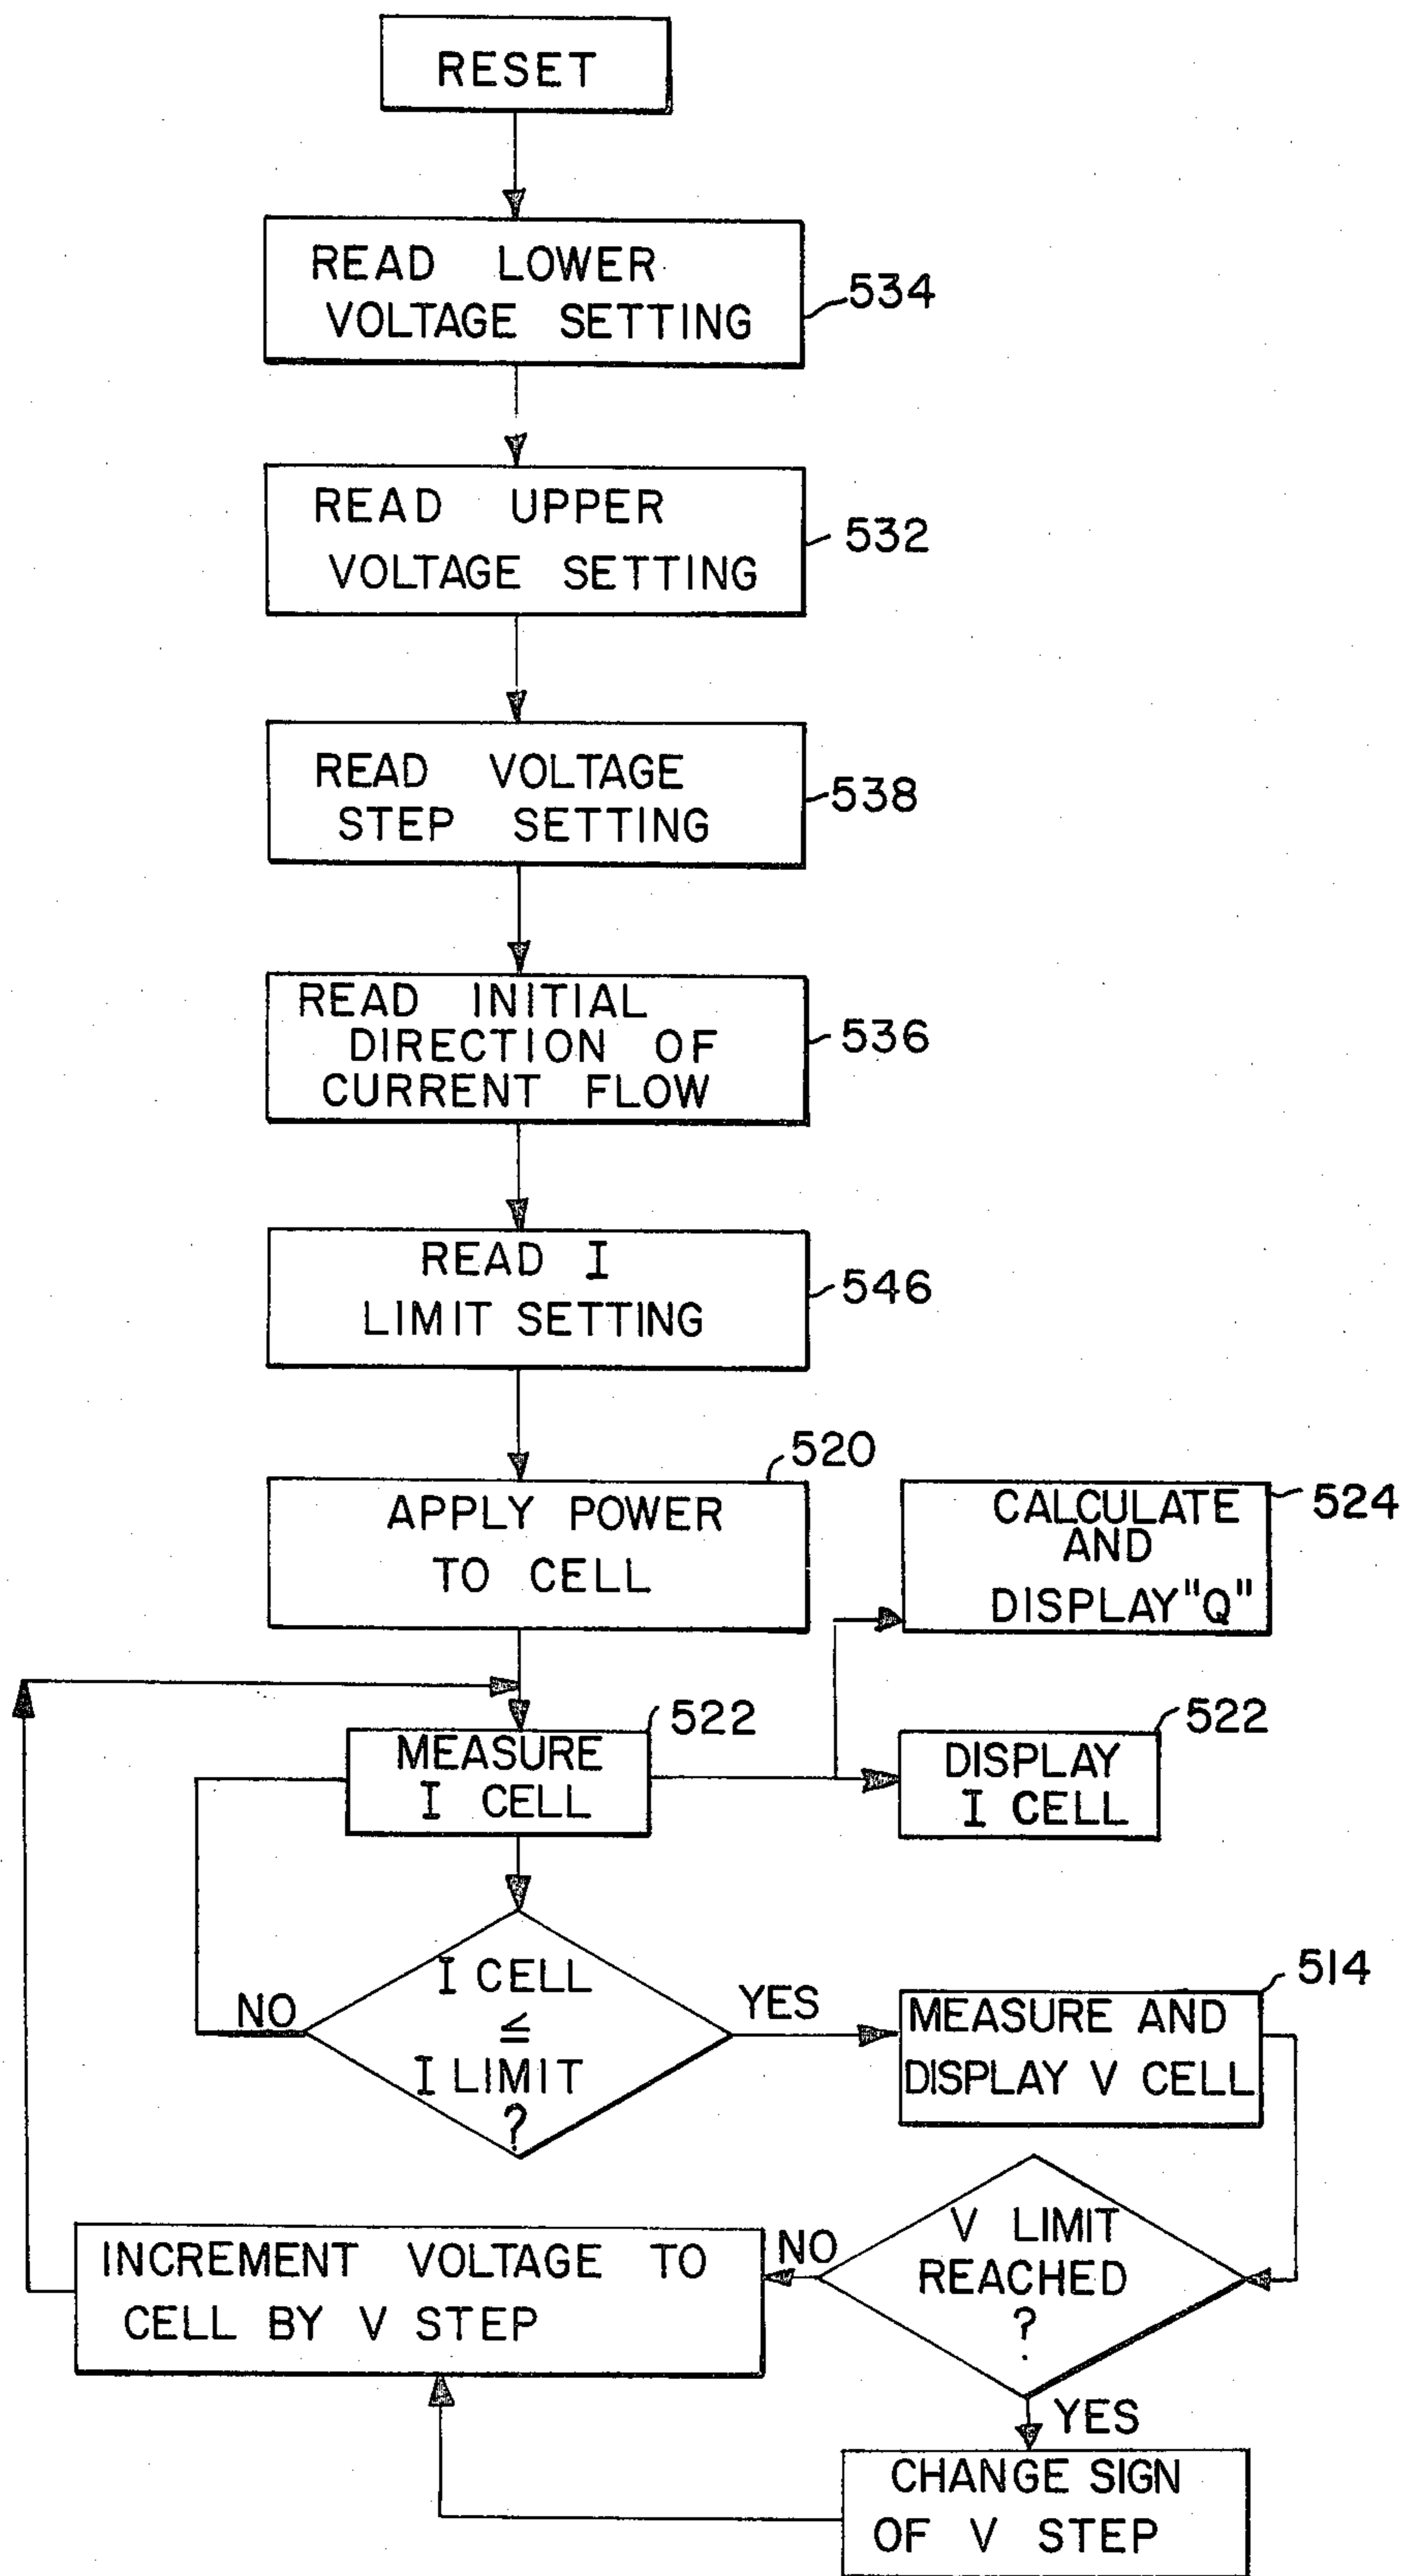 RESET
READ LOWER
VOLTAGE SETTING
534
READ UPPER
VOLTAGE SETTING
532
READ VOLTAGE
STEP SETTING
538
READ INITIAL
DIRECTION OF
CURRENT FLOW
536
READ I
LIMIT SETTING
546
520
APPLY POWER
TO CELL
CALCULATE
AND
DISPLAY "Q"
524
522
MEASURE
I CELL
522
DISPLAY
I CELL
I CELL
≤
I LIMIT
?
NO
YES
514
MEASURE AND
DISPLAY V CELL
V LIMIT
REACHED
?
NO
INCREMENT VOLTAGE TO
CELL BY V STEP
YES
CHANGE SIGN
OF V STEP